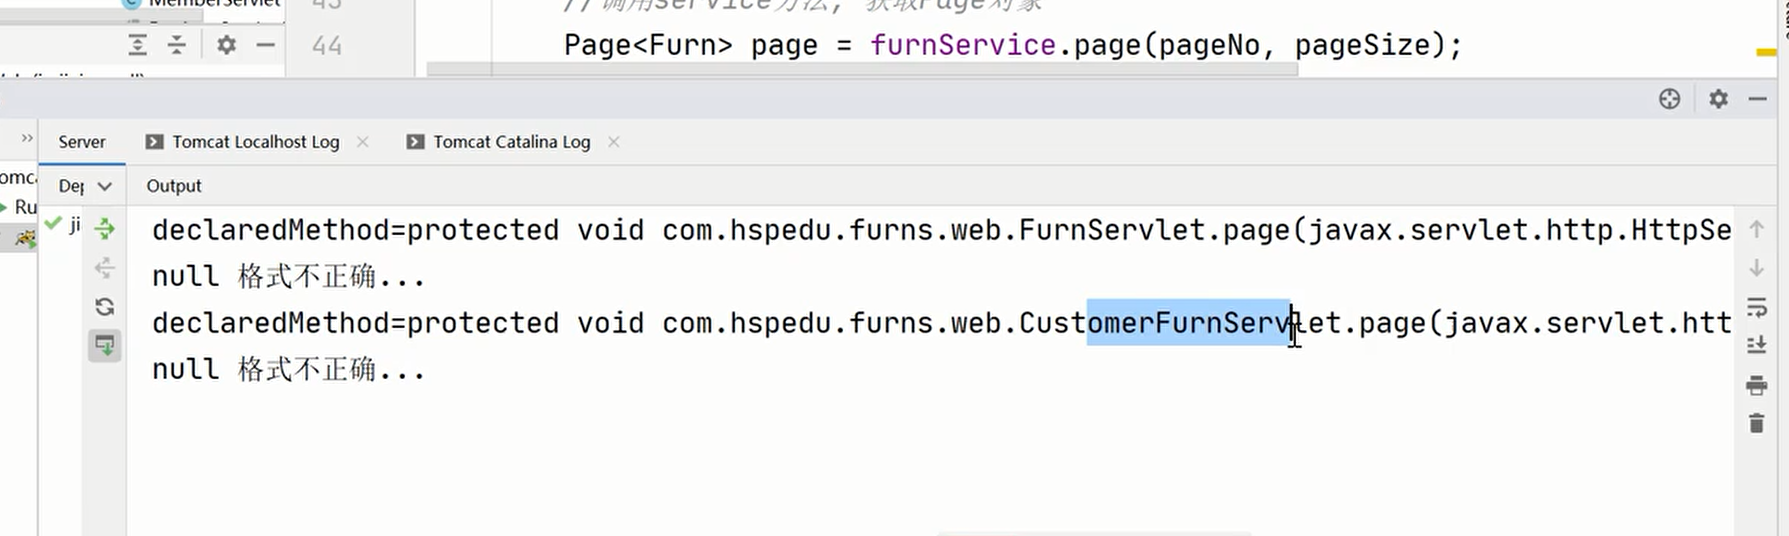 MemberServlet
43
//调用service方法, 获取Page对象
44
Page<Furn> page = furnService.page(pageNo, pageSize);
Server
Tomcat Localhost Log
Tomcat Catalina Log
Output
Ru
ji
declaredMethod=protected void com.hspedu.furns.web.FurnServlet.page(javax.servlet.http.HttpSe
null 格式不正确...
declaredMethod=protected void com.hspedu.furns.web.CustomerFurnServlet.page(javax.servlet.htt
null 格式不正确...